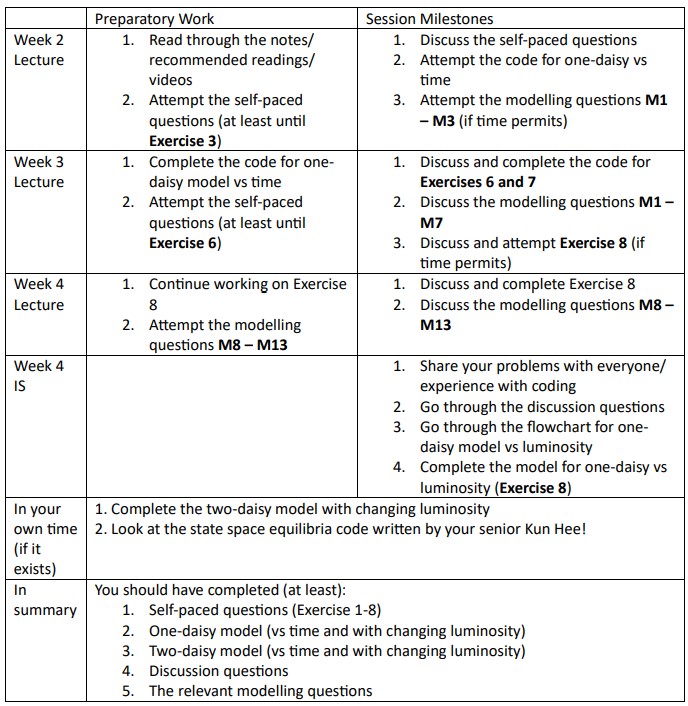 Preparatory Work
Session Milestones
Week 2
Lecture
1. Read through the notes/
recommended readings/
videos
2. Attempt the self-paced
questions (at least until
Exercise 3)
1. Discuss the self-paced questions
2. Attempt the code for one-daisy vs
time
3. Attempt the modelling questions M1
– M3 (if time permits)
Week 3
Lecture
1. Complete the code for one-
daisy model vs time
2. Attempt the self-paced
questions (at least until
Exercise 6)
1. Discuss and complete the code for
Exercises 6 and 7
2. Discuss the modelling questions M1 –
M7
3. Discuss and attempt Exercise 8 (if
time permits)
Week 4
Lecture
1. Continue working on Exercise
8
2. Attempt the modelling
questions M8 – M13
1. Discuss and complete Exercise 8
2. Discuss the modelling questions M8 –
M13
Week 4
IS
1. Share your problems with everyone/
experience with coding
2. Go through the discussion questions
3. Go through the flowchart for one-
daisy model vs luminosity
4. Complete the model for one-daisy vs
luminosity (Exercise 8)
In your
own time
(if it
exists)
1. Complete the two-daisy model with changing luminosity
2. Look at the state space equilibria code written by your senior Kun Hee!
In
summary
You should have completed (at least):
1. Self-paced questions (Exercise 1-8)
2. One-daisy model (vs time and with changing luminosity)
3. Two-daisy model (vs time and with changing luminosity)
4. Discussion questions
5. The relevant modelling questions